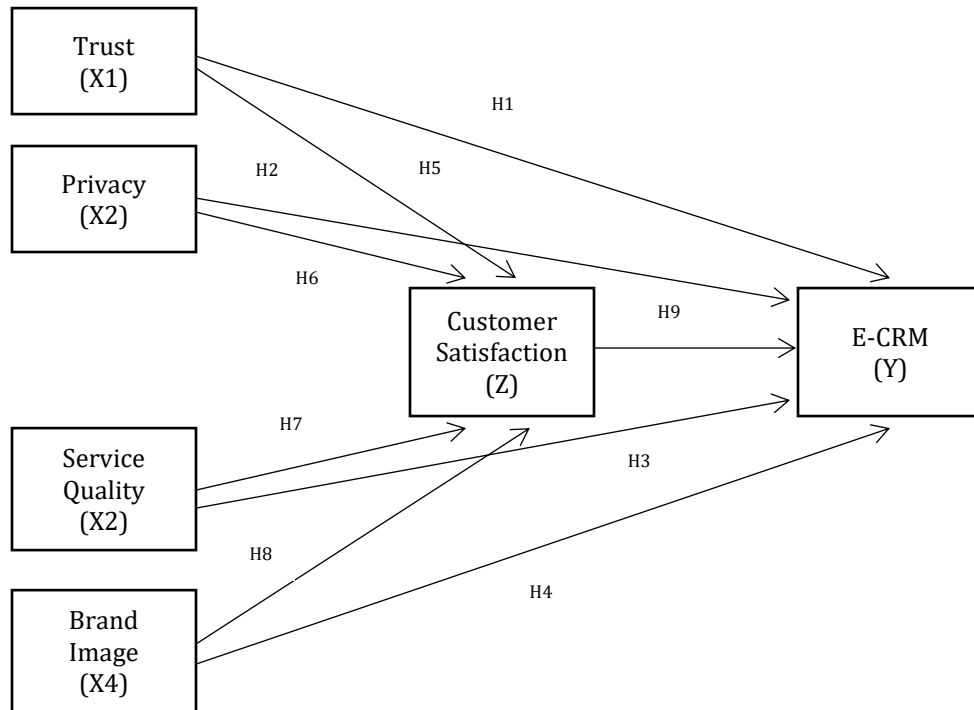 Trust
(X1)
H1
H2
H5
Privacy
(X2)
H6
Customer
Satisfaction
(Z)
H9
E-CRM
(Y)
H7
Service
Quality
(X2)
H3
H8
H4
Brand
Image
(X4)